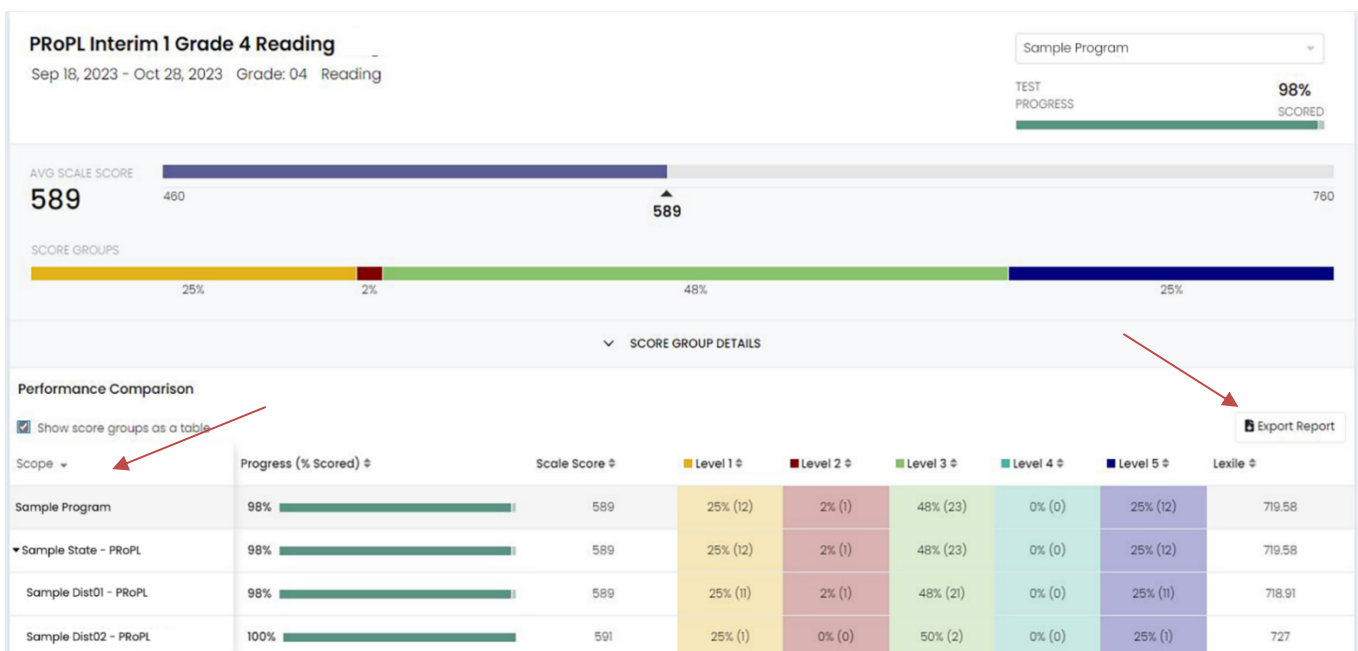 PRoPL Interim 1 Grade 4 Reading
Sep 18, 2023 - Oct 28, 2023 Grade: 04 Reading
Sample Program
TEST PROGRESS
98%
SCORED
AVG SCALE SCORE
589
460
589
760
SCORE GROUPS
25% 2% 48% 25%
SCORE GROUP DETAILS
Performance Comparison
Show score groups as a table
Export Report
Scope Progress (% Scored) Scale Score Level 1 Level 2 Level 3 Level 4 Level 5 Lexile
Sample Program 98% 589 25% (12) 2% (1) 48% (23) 0% (0) 25% (12) 719.58
Sample State - PRoPL 98% 589 25% (12) 2% (1) 48% (23) 0% (0) 25% (12) 719.58
Sample Dist01 - PRoPL 98% 589 25% (11) 2% (1) 48% (21) 0% (0) 25% (11) 718.91
Sample Dist02 - PRoPL 100% 591 25% (1) 0% (0) 50% (2) 0% (0) 25% (1) 727